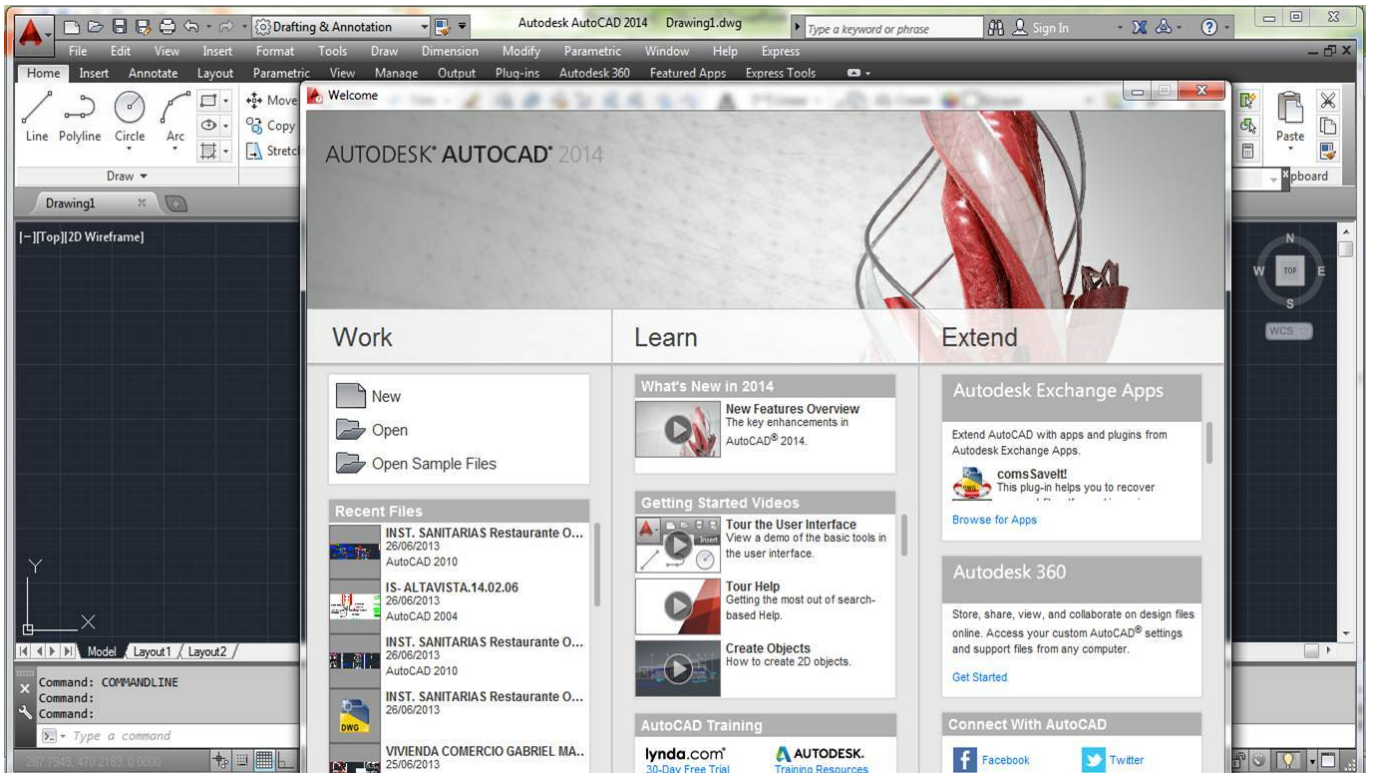 Drafting & Annotation
Autodesk AutoCAD 2014 Drawing1.dwg
Type a keyword or phrase
Sign In
File Edit View Insert Format Tools Draw Dimension Modify Parametric Window Help Express
Home Insert Annotate Layout Parametric View Manage Output Plug-ins Autodesk 360 Featured Apps Express Tools
Line Polyline Circle Arc
Move
Copy
Stretch
Draw
Paste
pboard
Drawing1
[–][Top][2D Wireframe]
N
W TOP E
S
WCS
Y
X
Model Layout1 Layout2
Command: COMMANDLINE
Command:
Command:
Type a command
297.7949, 470.2183, 0.0000
Welcome
AUTODESK® AUTOCAD® 2014
Work
New
Open
Open Sample Files
Recent Files
INST. SANITARIAS Restaurante O...
26/06/2013
AutoCAD 2010
IS- ALTAVISTA.14.02.06
26/06/2013
AutoCAD 2004
INST. SANITARIAS Restaurante O...
26/06/2013
AutoCAD 2010
DWG
INST. SANITARIAS Restaurante O...
26/06/2013
VIVIENDA COMERCIO GABRIEL MA..
25/06/2013
Learn
What's New in 2014
New Features Overview
The key enhancements in
AutoCAD® 2014.
Getting Started Videos
Insert
Tour the User Interface
View a demo of the basic tools in
the user interface.
Tour Help
Getting the most out of search-
based Help.
Create Objects
How to create 2D objects.
AutoCAD Training
lynda.com®
30-Day Free Trial
AUTODESK.
Training Resources
Extend
Autodesk Exchange Apps
Extend AutoCAD with apps and plugins from
Autodesk Exchange Apps.
DWG
comsSaveIt!
This plug-in helps you to recover
Browse for Apps
Autodesk 360
Store, share, view, and collaborate on design files
online. Access your custom AutoCAD® settings
and support files from any computer.
Get Started
Connect With AutoCAD
Facebook
Twitter